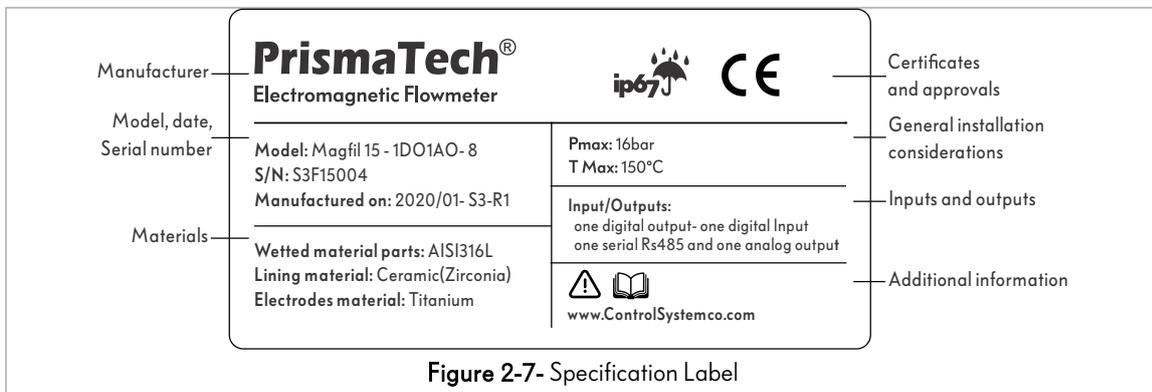 Manufacturer
Model, date,
Serial number
Materials
PrismaTech®
Electromagnetic Flowmeter
ip67
CE
Model: Magfil 15 - 1DO1AO- 8
S/N: S3F15004
Manufactured on: 2020/01- S3-R1
Wetted material parts: AISI316L
Lining material: Ceramic(Zirconia)
Electrodes material: Titanium
Pmax: 16bar
T Max: 150°C
Input/Outputs:
one digital output- one digital Input
one serial Rs485 and one analog output
www.ControlSystemco.com
Certificates
and approvals
General installation
considerations
Inputs and outputs
Additional information
Figure 2-7- Specification Label